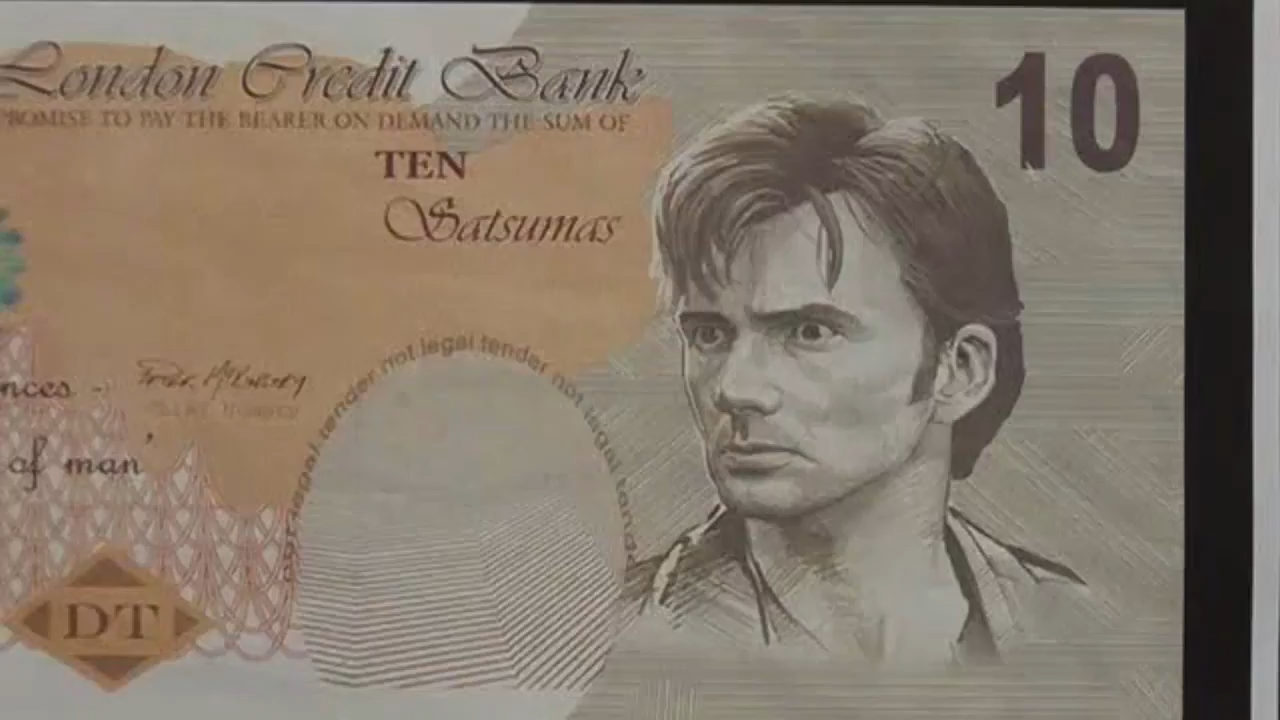 London Credit Bank
10
PROMISE TO PAY THE BEARER ON DEMAND THE SUM OF
TEN
Satsumas
not legal tender not legal tender
nces -
of man'
DT